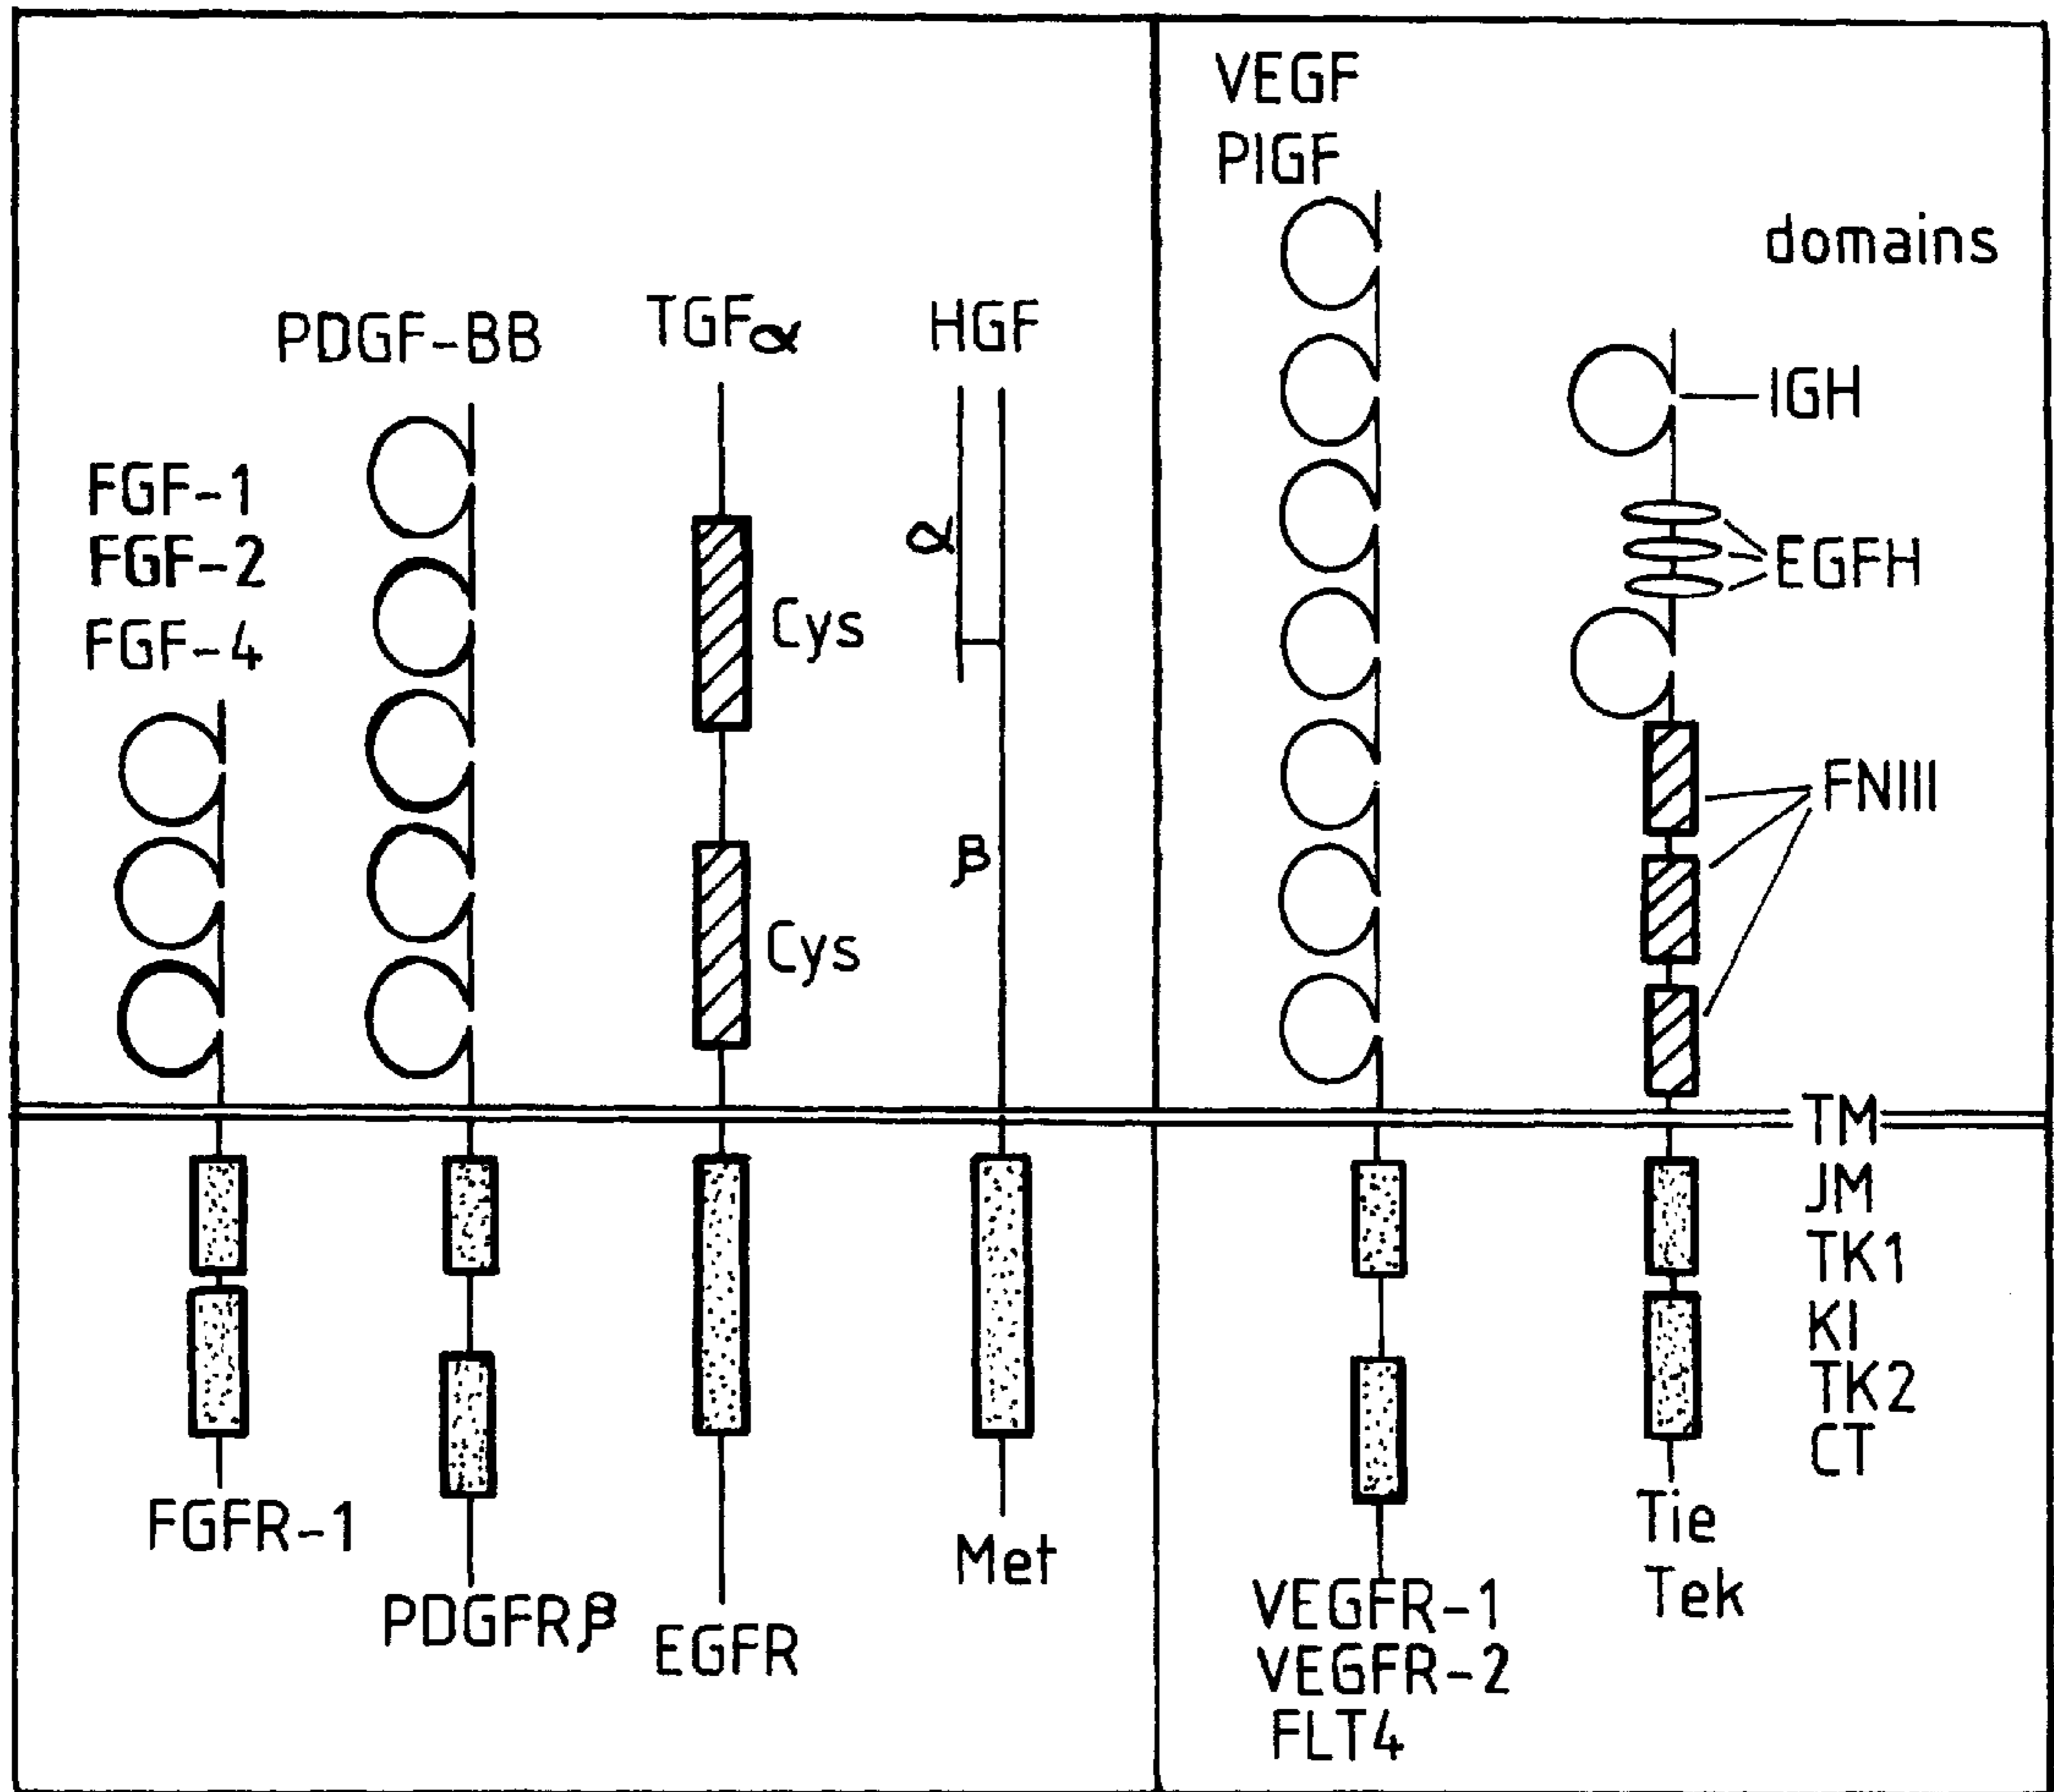 FGF-1
FGF-2
FGF-4
PDGF-BB
TGFα
HGF
Cys
Cys
α
β
FGFR-1
PDGFRβ
EGFR
Met
VEGF
PlGF
domains
IGH
EGFH
FNIII
TM
JM
TK1
KI
TK2
CT
VEGFR-1
VEGFR-2
FLT4
Tie
Tek